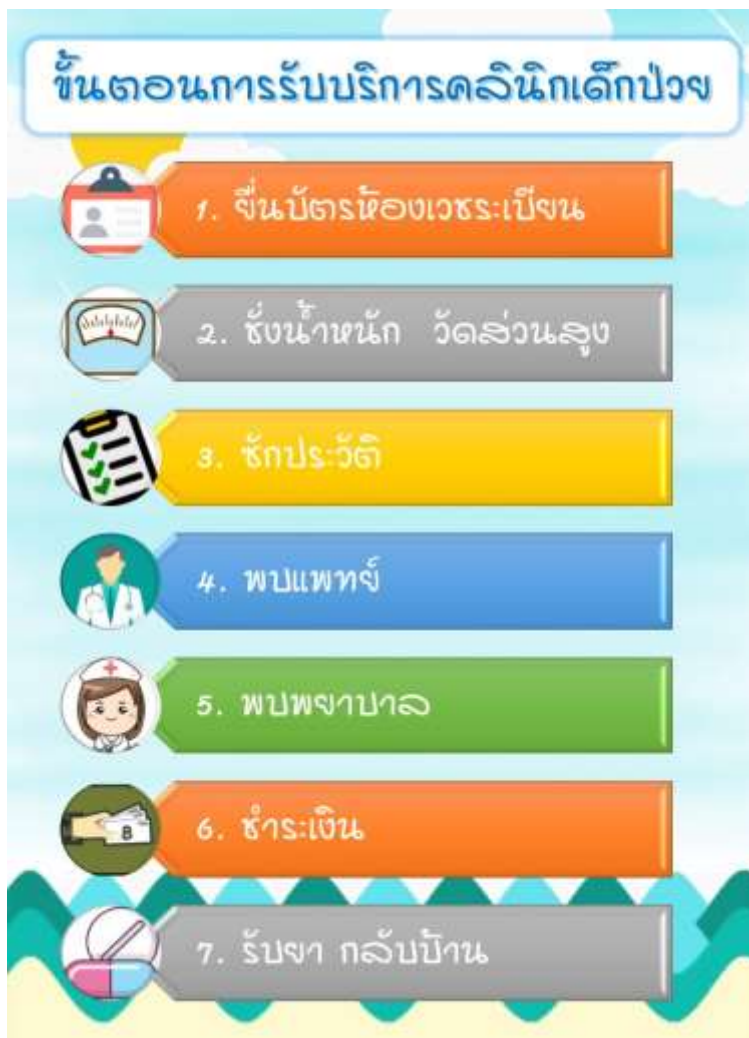 ขั้นตอนการรับบริการคลินิกเด็กป่วย
1. ยื่นบัตรห้องเวชระเบียน
2. ชั่งน้ำหนัก วัดส่วนสูง
3. ซักประวัติ
4. พบแพทย์
5. พบพยาบาล
6. ชำระเงิน
B
7. รับยา กลับบ้าน